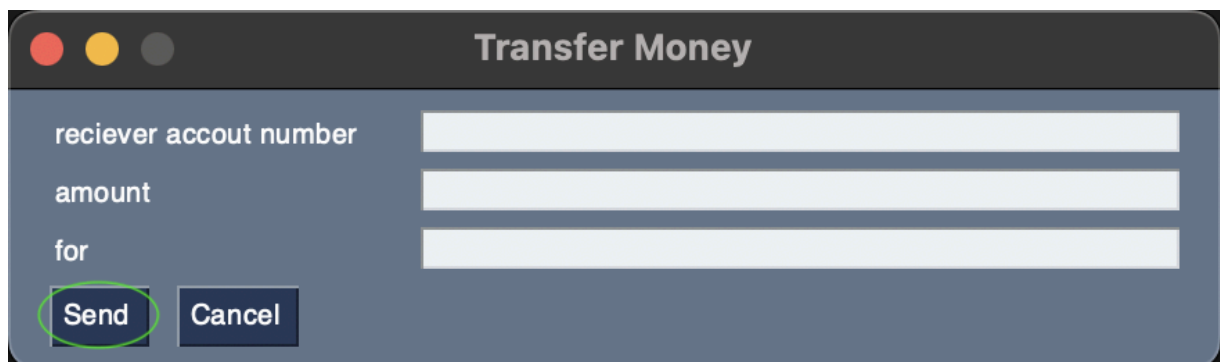 Transfer Money
reciever accout number
amount
for
Send Cancel